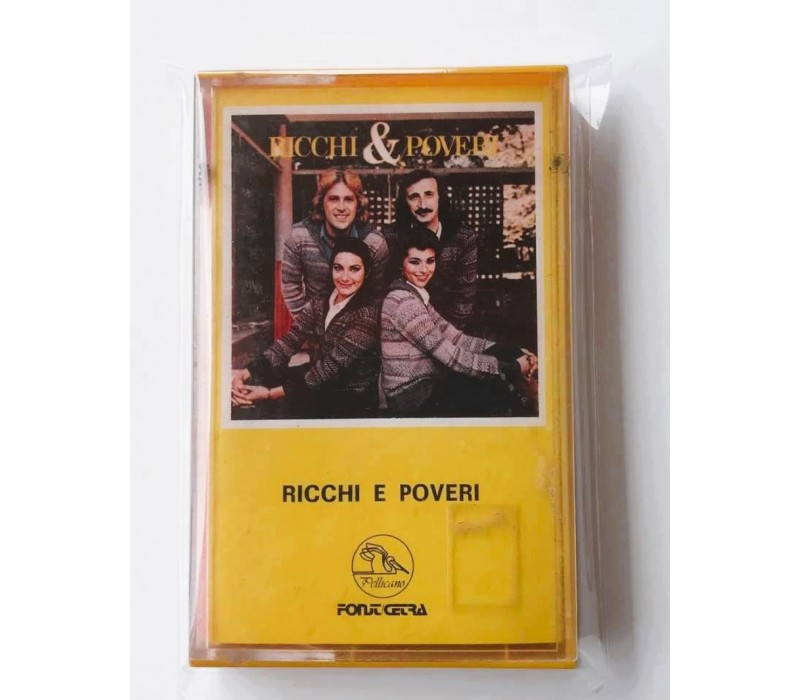 RICCHI & POVERI
RICCHI E POVERI
Pellicano
FONIT/CETRA